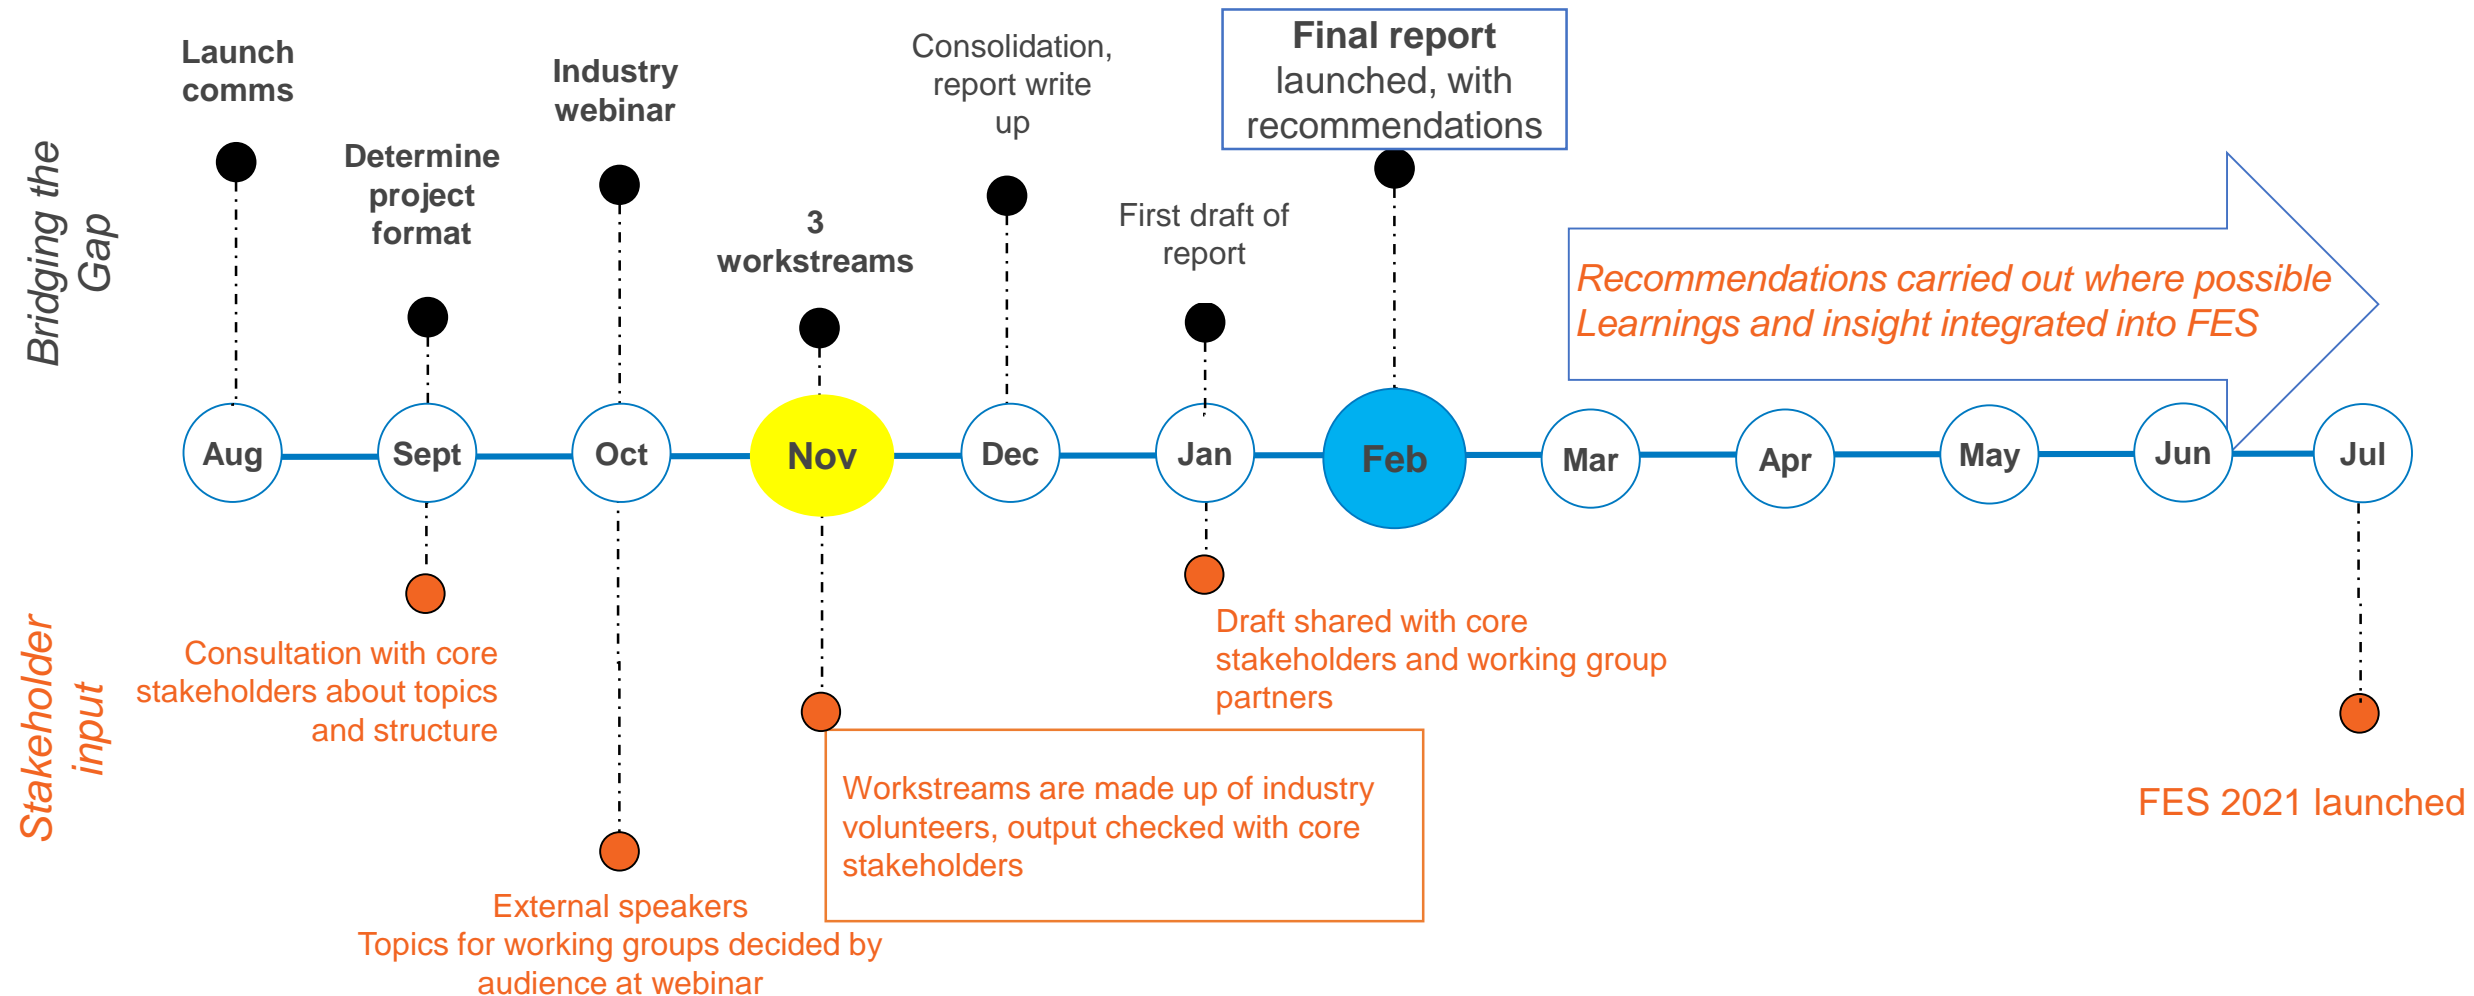 Launch
comms
Determine
project
format
Industry
webinar
3
workstreams
Consolidation,
report write
up
First draft of
report
Final report
launched, with
recommendations
Bridging the
Gap
Recommendations carried out where possible
Learnings and insight integrated into FES
Aug
Sept
Oct
Nov
Dec
Jan
Feb
Mar
Apr
May
Jun
Jul
Stakeholder
input
Consultation with core
stakeholders about topics
and structure
External speakers
Topics for working groups decided by
audience at webinar
Workstreams are made up of industry
volunteers, output checked with core
stakeholders
Draft shared with core
stakeholders and working group
partners
FES 2021 launched